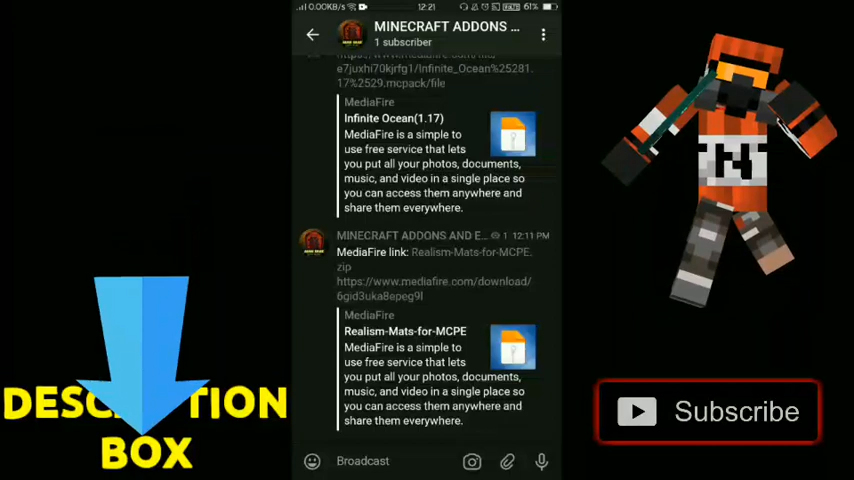 0.00KB/s
12:21
61%
MINECRAFT ADDONS ...
1 subscriber
e7juxhi70kjrfg1/Infinite_Ocean%25281.
17%2529.mcpack/file
MediaFire
Infinite Ocean(1.17)
MediaFire is a simple to
use free service that lets
you put all your photos, documents,
music, and video in a single place so
you can access them anywhere and
share them everywhere.
MINECRAFT ADDONS AND E... 1 12:11 PM
MediaFire link: Realism-Mats-for-MCPE.
zip
https://www.mediafire.com/download/
6gid3uka8epeg9l
MediaFire
Realism-Mats-for-MCPE
MediaFire is a simple to
use free service that lets
you put all your photos, documents,
music, and video in a single place so
you can access them anywhere and
share them everywhere.
Broadcast
DESCRIPTION
BOX
N
Subscribe